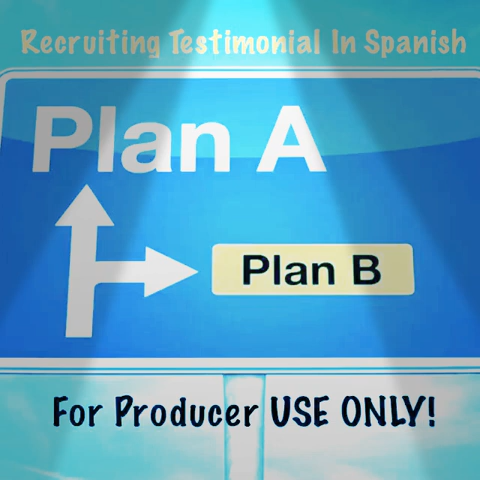 Recruiting Testimonial In Spanish
Plan A
Plan B
For Producer USE ONLY!